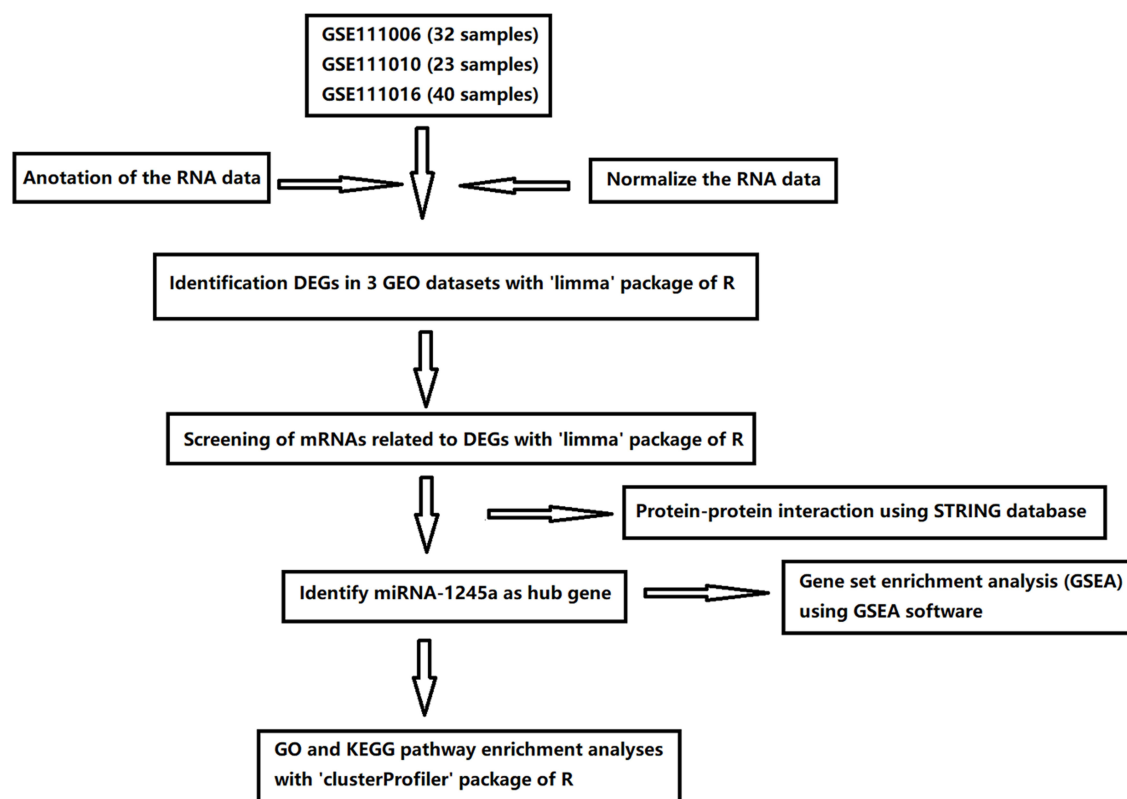 GSE111006 (32 samples)
GSE111010 (23 samples)
GSE111016 (40 samples)
Anotation of the RNA data
Normalize the RNA data
Identification DEGs in 3 GEO datasets with 'limma' package of R
Screening of mRNAs related to DEGs with 'limma' package of R
Protein-protein interaction using STRING database
Identify miRNA-1245a as hub gene
Gene set enrichment analysis (GSEA)
using GSEA software
GO and KEGG pathway enrichment analyses
with 'clusterProfiler' package of R